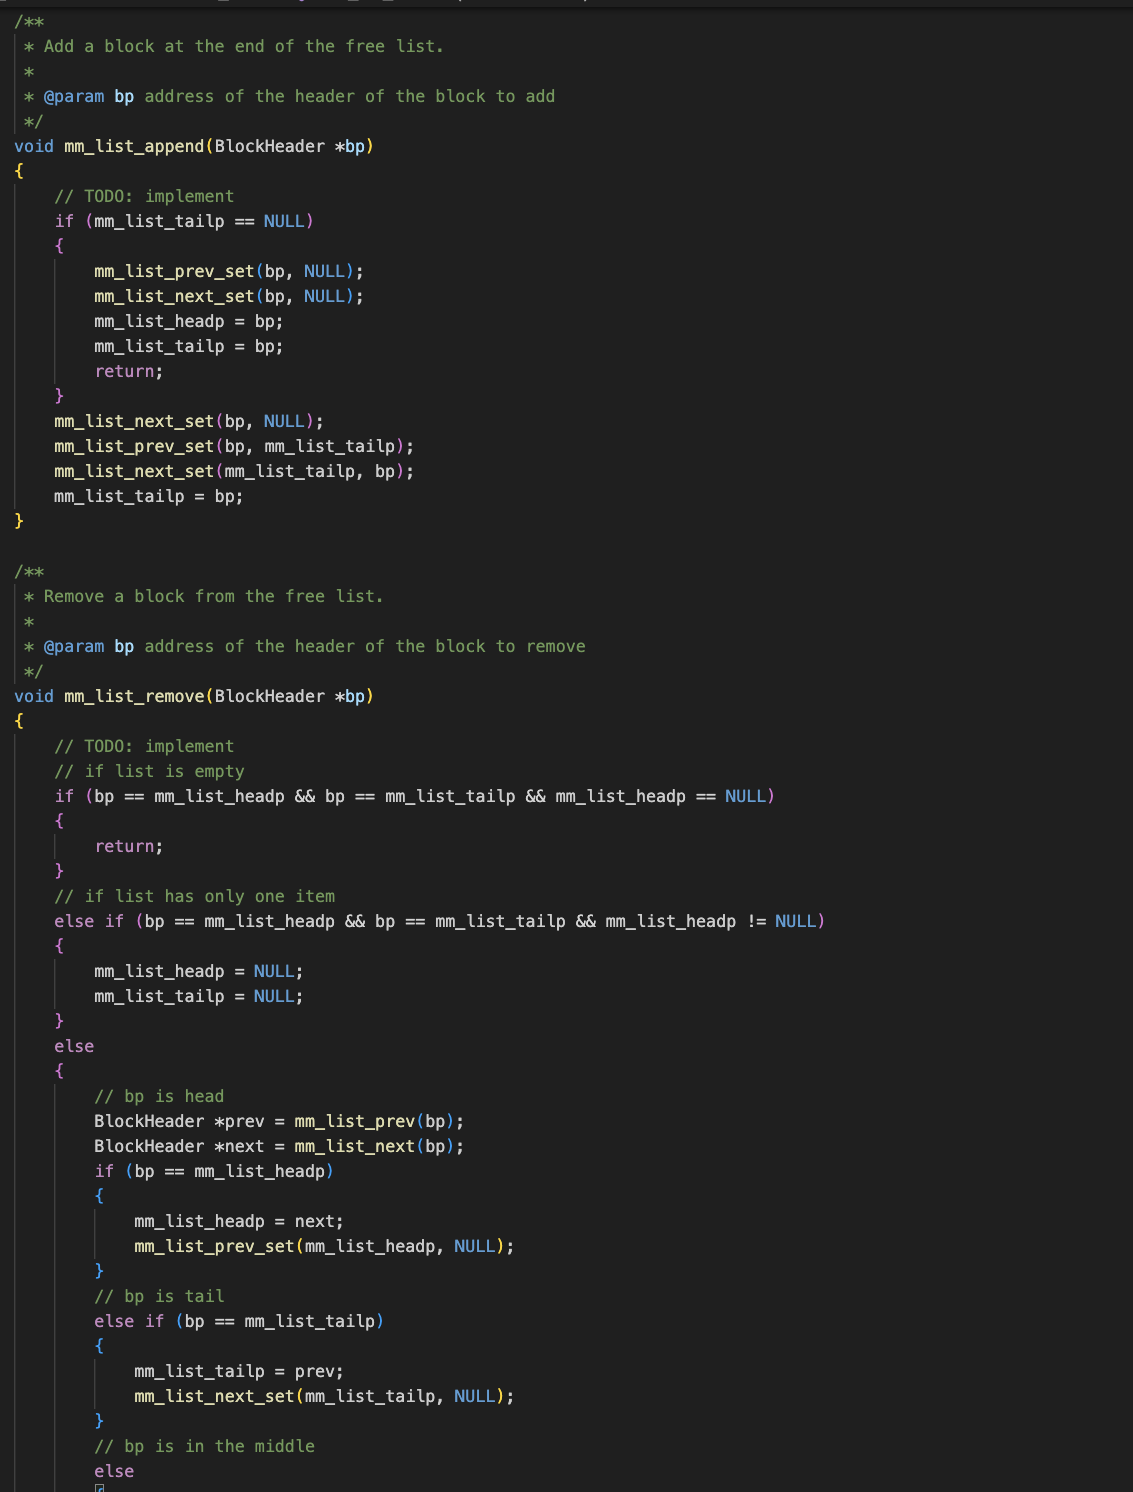 /**
 * Add a block at the end of the free list.
 *
 * @param bp address of the header of the block to add
 */
void mm_list_append(BlockHeader *bp)
{
    // TODO: implement
    if (mm_list_tailp == NULL)
    {
        mm_list_prev_set(bp, NULL);
        mm_list_next_set(bp, NULL);
        mm_list_headp = bp;
        mm_list_tailp = bp;
        return;
    }
    mm_list_next_set(bp, NULL);
    mm_list_prev_set(bp, mm_list_tailp);
    mm_list_next_set(mm_list_tailp, bp);
    mm_list_tailp = bp;
}

/**
 * Remove a block from the free list.
 *
 * @param bp address of the header of the block to remove
 */
void mm_list_remove(BlockHeader *bp)
{
    // TODO: implement
    // if list is empty
    if (bp == mm_list_headp && bp == mm_list_tailp && mm_list_headp == NULL)
    {
        return;
    }
    // if list has only one item
    else if (bp == mm_list_headp && bp == mm_list_tailp && mm_list_headp != NULL)
    {
        mm_list_headp = NULL;
        mm_list_tailp = NULL;
    }
    else
    {
        // bp is head
        BlockHeader *prev = mm_list_prev(bp);
        BlockHeader *next = mm_list_next(bp);
        if (bp == mm_list_headp)
        {
            mm_list_headp = next;
            mm_list_prev_set(mm_list_headp, NULL);
        }
        // bp is tail
        else if (bp == mm_list_tailp)
        {
            mm_list_tailp = prev;
            mm_list_next_set(mm_list_tailp, NULL);
        }
        // bp is in the middle
        else
        {